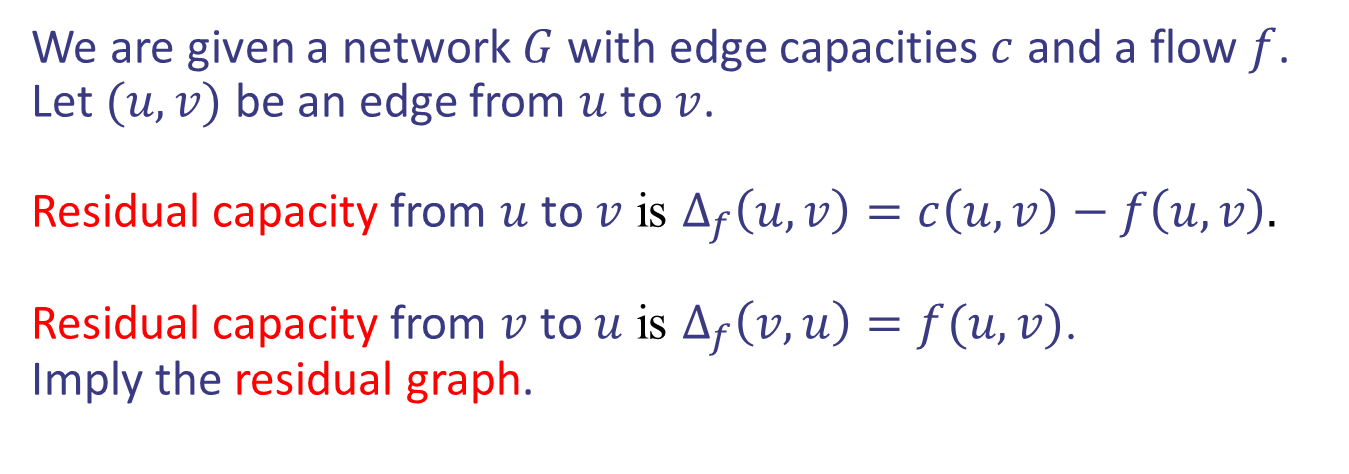 We are given a network 𝐺 with edge capacities 𝑐 and a flow 𝑓.
Let (𝑢, 𝑣) be an edge from 𝑢 to 𝑣.
Residual capacity from 𝑢 to 𝑣 is Δ_𝑓(𝑢, 𝑣) = 𝑐(𝑢, 𝑣) − 𝑓(𝑢, 𝑣).
Residual capacity from 𝑣 to 𝑢 is Δ_𝑓(𝑣, 𝑢) = 𝑓(𝑢, 𝑣).
Imply the residual graph.